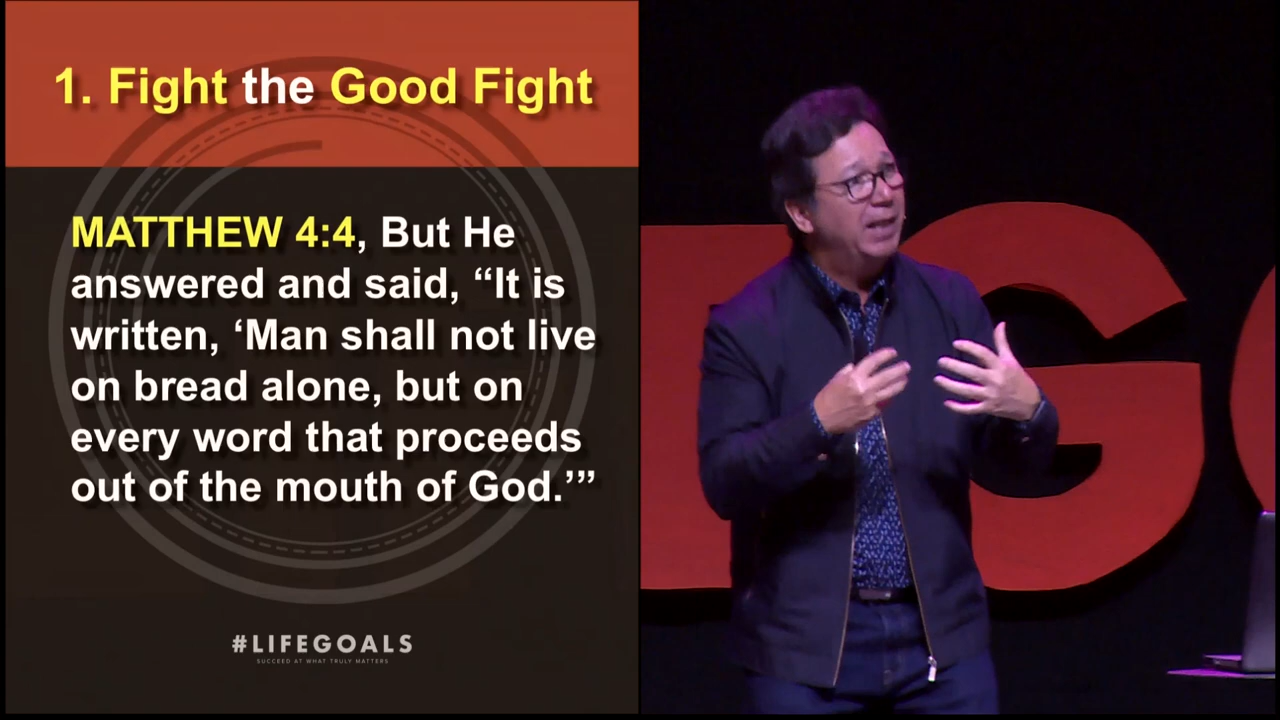 1. Fight the Good Fight
MATTHEW 4:4, But He
answered and said, “It is
written, ‘Man shall not live
on bread alone, but on
every word that proceeds
out of the mouth of God.’”
#LIFEGOALS
SUCCEED AT WHAT TRULY MATTERS
G